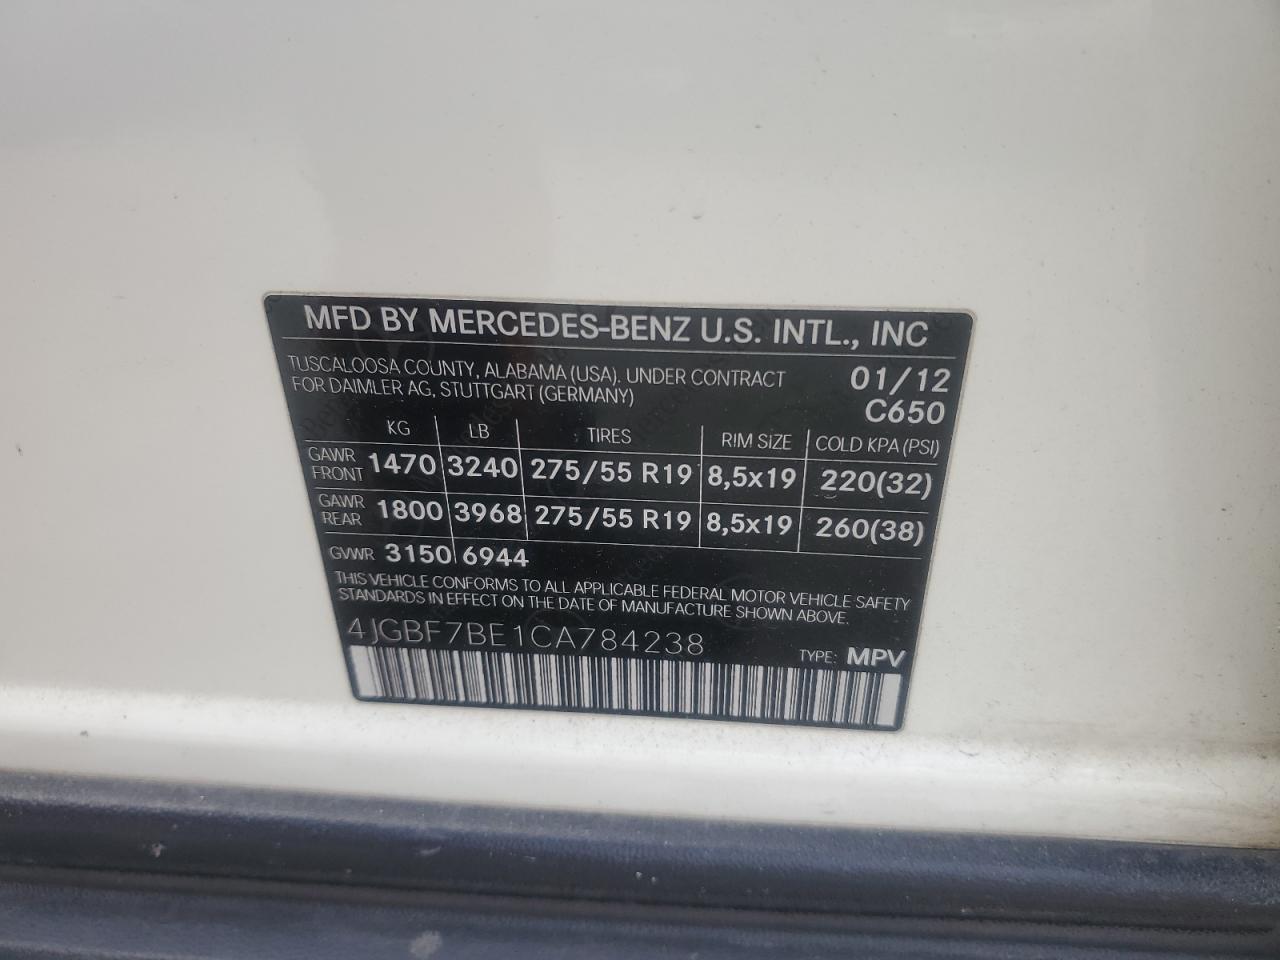 MFD BY MERCEDES-BENZ U.S. INTL., INC
TUSCALOOSA COUNTY, ALABAMA (USA). UNDER CONTRACT
FOR DAIMLER AG, STUTTGART (GERMANY)
01/12
C650
KG LB TIRES RIM SIZE COLD KPA (PSI)
GAWR FRONT 1470 3240 275/55 R19 8,5x19 220(32)
GAWR REAR 1800 3968 275/55 R19 8,5x19 260(38)
GVWR 3150 6944
THIS VEHICLE CONFORMS TO ALL APPLICABLE FEDERAL MOTOR VEHICLE SAFETY
STANDARDS IN EFFECT ON THE DATE OF MANUFACTURE SHOWN ABOVE.
4JGBF7BE1CA784238
TYPE: MPV